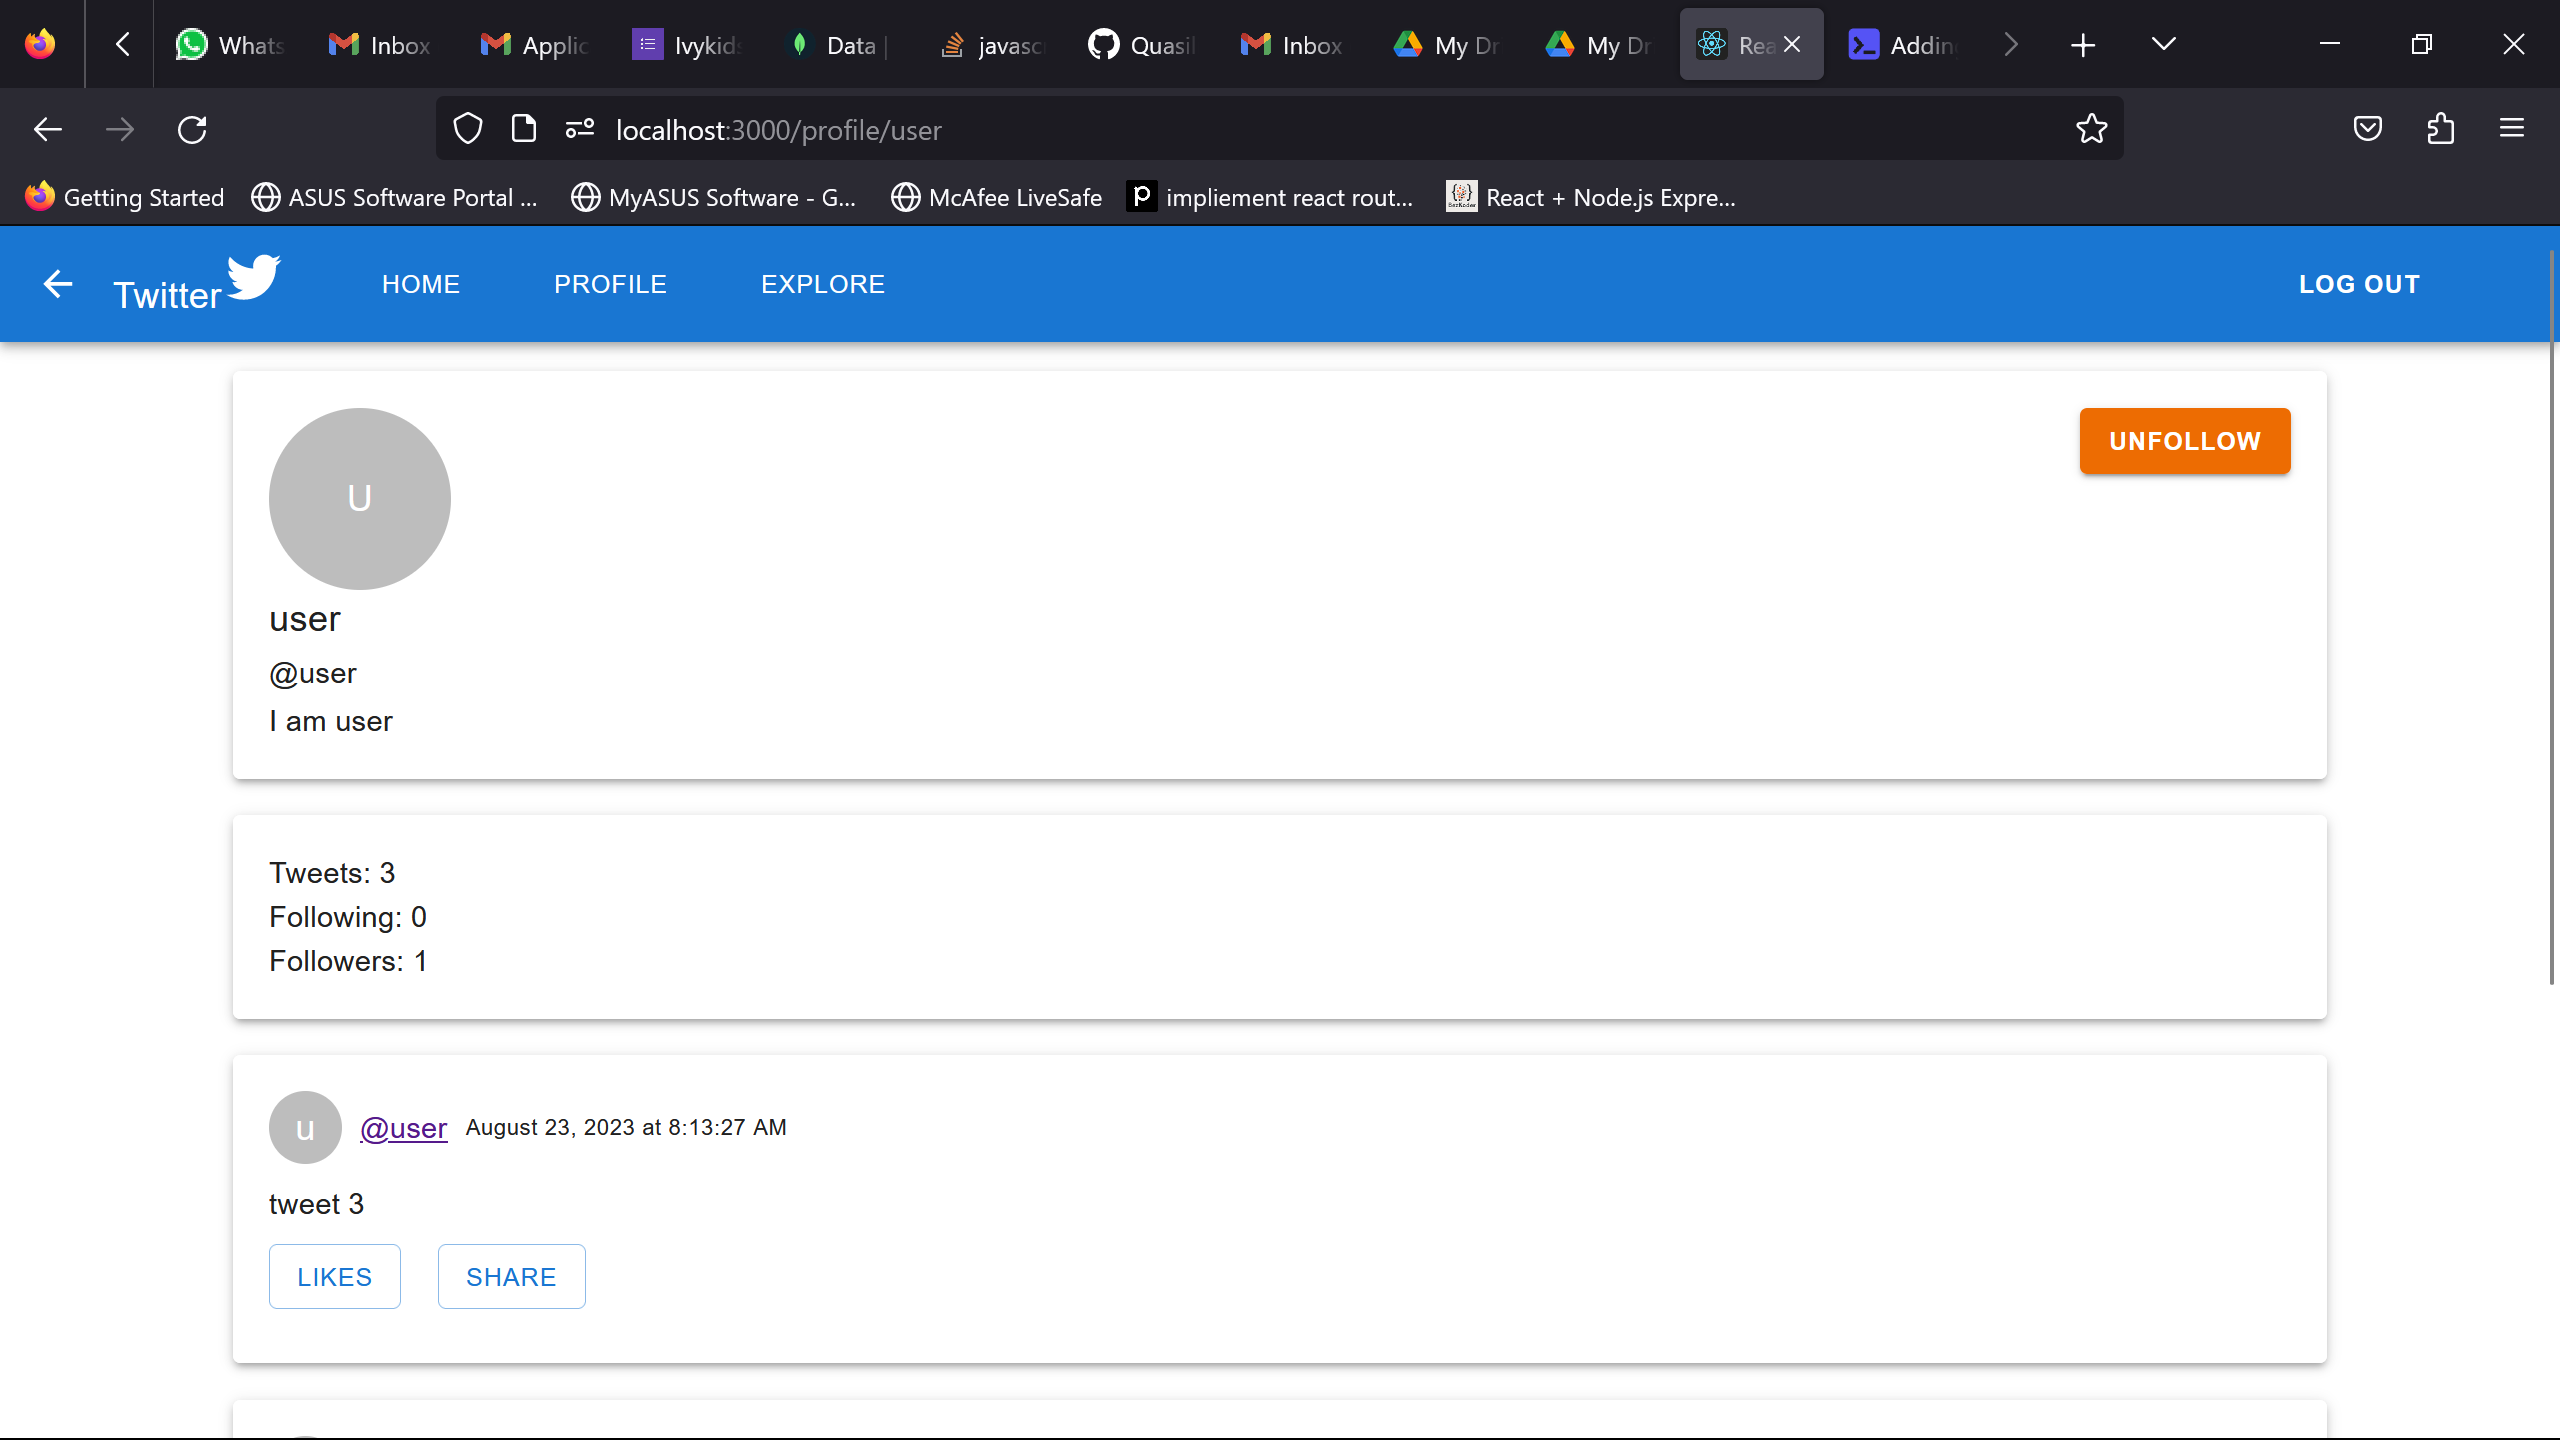 Whats
Inbox
Applic
Ivykids
Data |
javasc
Quasil
Inbox
My Dr
My Dr
Rea
Addin
localhost:3000/profile/user
Getting Started
ASUS Software Portal ...
MyASUS Software - G...
McAfee LiveSafe
impliement react rout...
React + Node.js Expre...
Twitter
HOME
PROFILE
EXPLORE
LOG OUT
U
UNFOLLOW
user
@user
I am user
Tweets: 3
Following: 0
Followers: 1
u
@user
August 23, 2023 at 8:13:27 AM
tweet 3
LIKES
SHARE